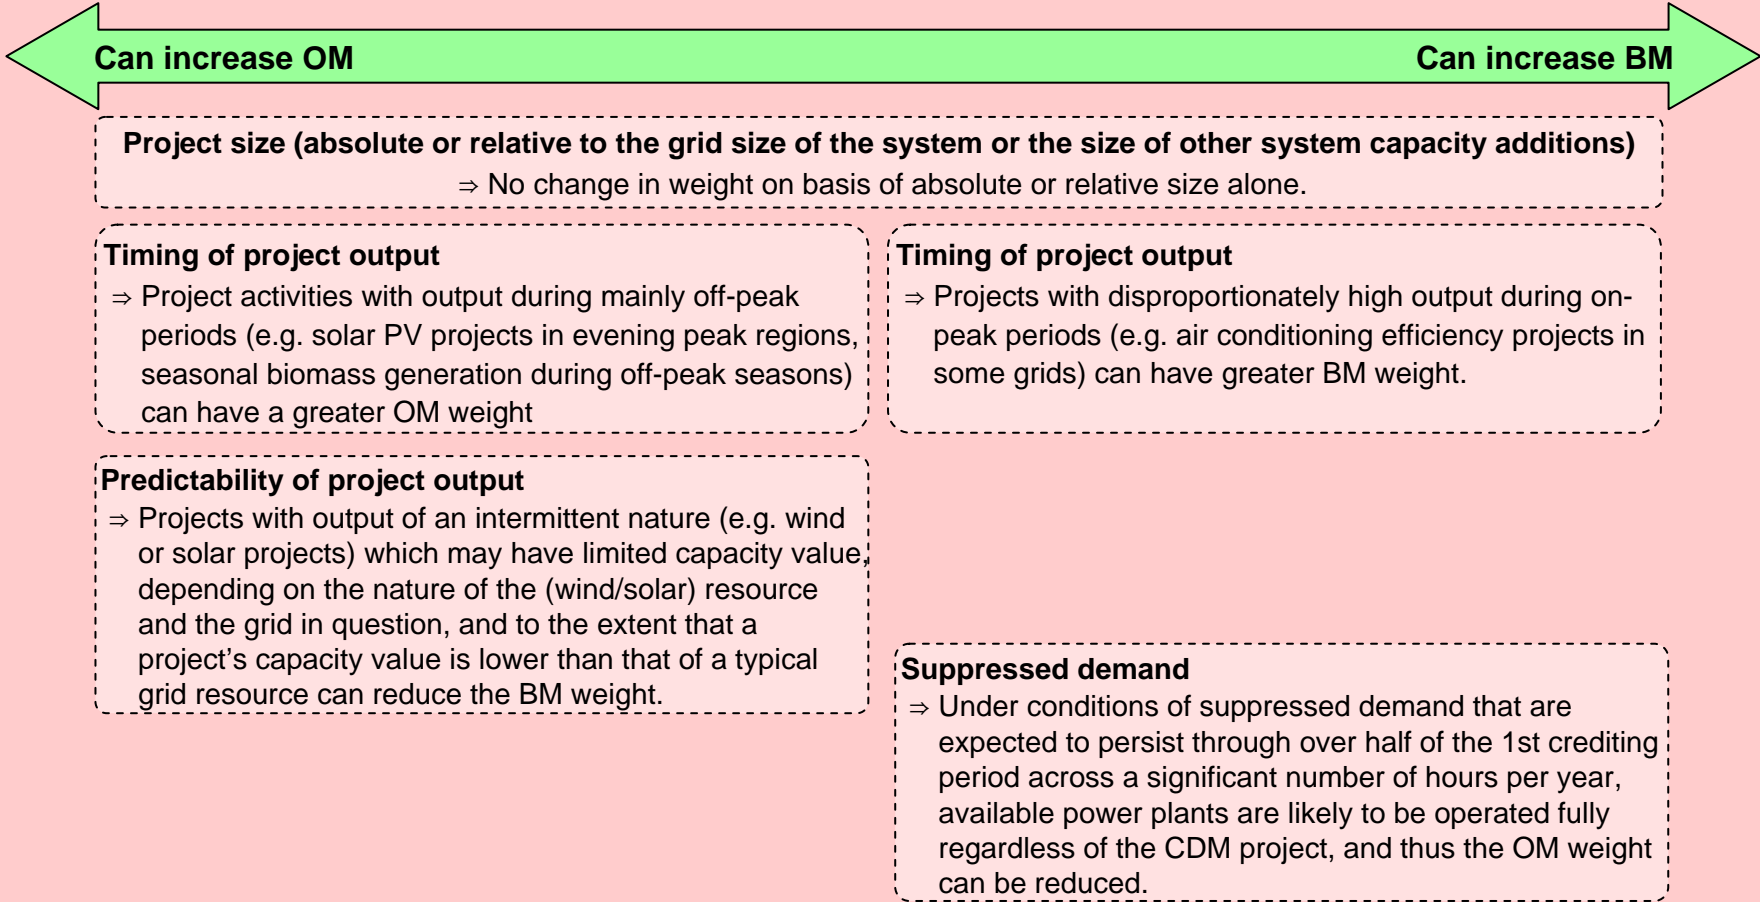 Can increase OM
Can increase BM
Project size (absolute or relative to the grid size of the system or the size of other system capacity additions)
⇒ No change in weight on basis of absolute or relative size alone.
Timing of project output
⇒ Project activities with output during mainly off-peak
periods (e.g. solar PV projects in evening peak regions,
seasonal biomass generation during off-peak seasons)
can have a greater OM weight
Timing of project output
⇒ Projects with disproportionately high output during on-
peak periods (e.g. air conditioning efficiency projects in
some grids) can have greater BM weight.
Predictability of project output
⇒ Projects with output of an intermittent nature (e.g. wind
or solar projects) which may have limited capacity value,
depending on the nature of the (wind/solar) resource
and the grid in question, and to the extent that a
project’s capacity value is lower than that of a typical
grid resource can reduce the BM weight.
Suppressed demand
⇒ Under conditions of suppressed demand that are
expected to persist through over half of the 1st crediting
period across a significant number of hours per year,
available power plants are likely to be operated fully
regardless of the CDM project, and thus the OM weight
can be reduced.